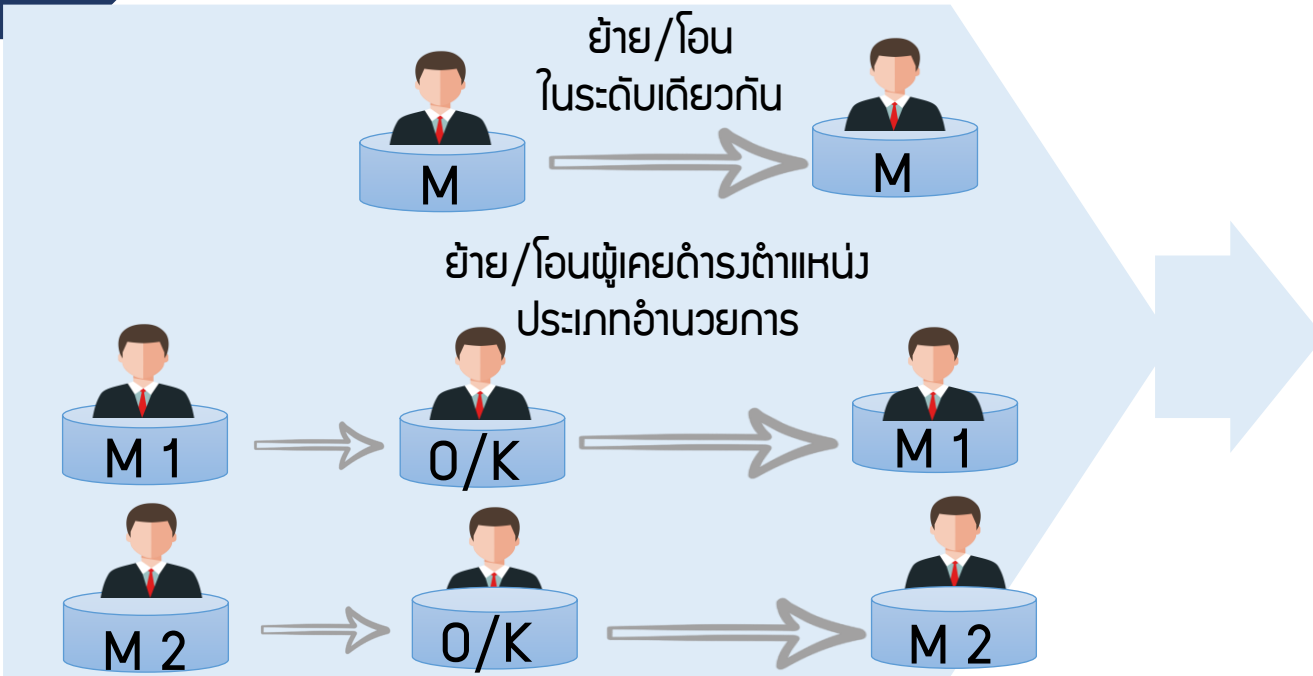 ย้าย/โอน
ในระดับเดียวกัน
M
M
ย้าย/โอนผู้เคยดำรงตำแหน่ง
ประเภทอำนวยการ
M 1
O/K
M 1
M 2
O/K
M 2